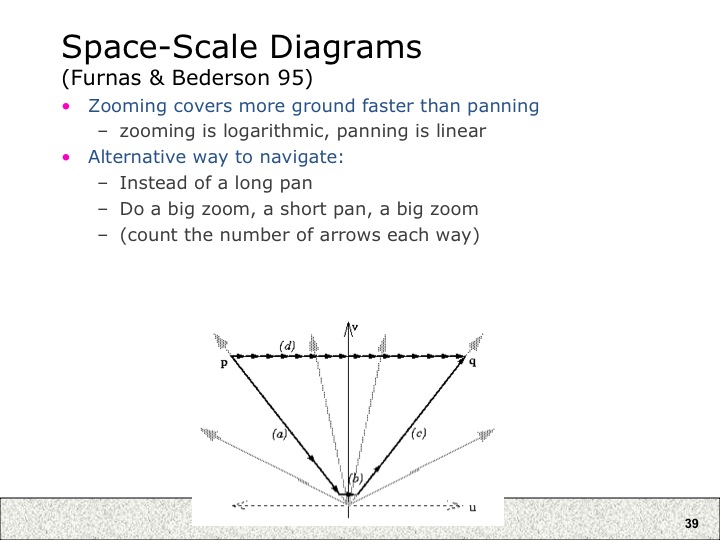 Space-Scale Diagrams
(Furnas & Bederson 95)
• Zooming covers more ground faster than panning
– zooming is logarithmic, panning is linear
• Alternative way to navigate:
– Instead of a long pan
– Do a big zoom, a short pan, a big zoom
– (count the number of arrows each way)
v
(d)
p
q
(a)
(c)
(b)
u
39